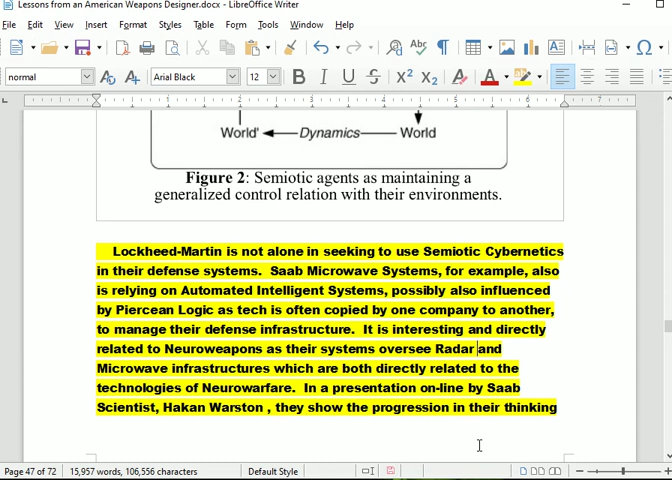 Lessons from an American Weapons Designer.docx - LibreOffice Writer
File Edit View Insert Format Styles Table Form Tools Window Help
normal Arial Black 12
1 2 3 4 5 6 7
World' Dynamics World
Figure 2: Semiotic agents as maintaining a
generalized control relation with their environments.
Lockheed-Martin is not alone in seeking to use Semiotic Cybernetics
in their defense systems. Saab Microwave Systems, for example, also
is relying on Automated Intelligent Systems, possibly also influenced
by Piercean Logic as tech is often copied by one company to another,
to manage their defense infrastructure. It is interesting and directly
related to Neuroweapons as their systems oversee Radar and
Microwave infrastructures which are both directly related to the
technologies of Neurowarfare. In a presentation on-line by Saab
Scientist, Hakan Warston , they show the progression in their thinking
Page 47 of 72 15,957 words, 106,556 characters Default Style